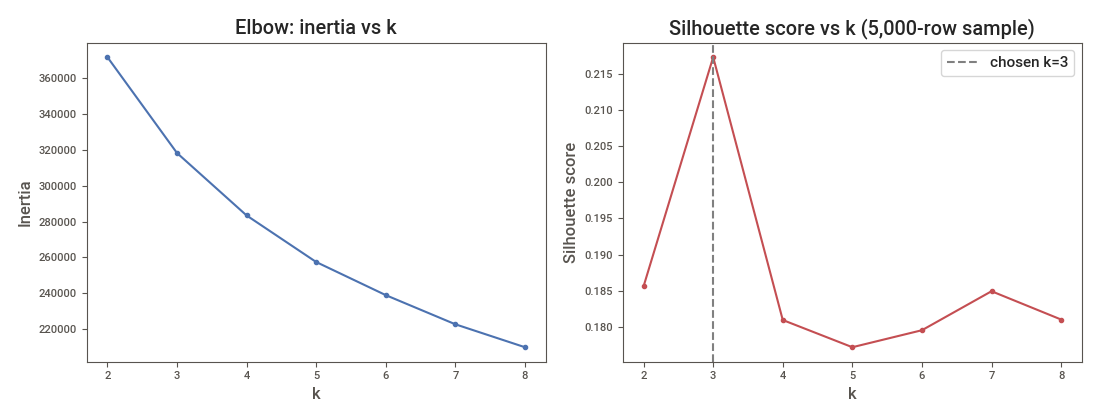 Elbow: inertia vs k
Inertia
360000
340000
320000
300000
280000
260000
240000
220000
2 3 4 5 6 7 8
k
Silhouette score vs k (5,000-row sample)
chosen k=3
Silhouette score
0.215
0.210
0.205
0.200
0.195
0.190
0.185
0.180
2 3 4 5 6 7 8
k